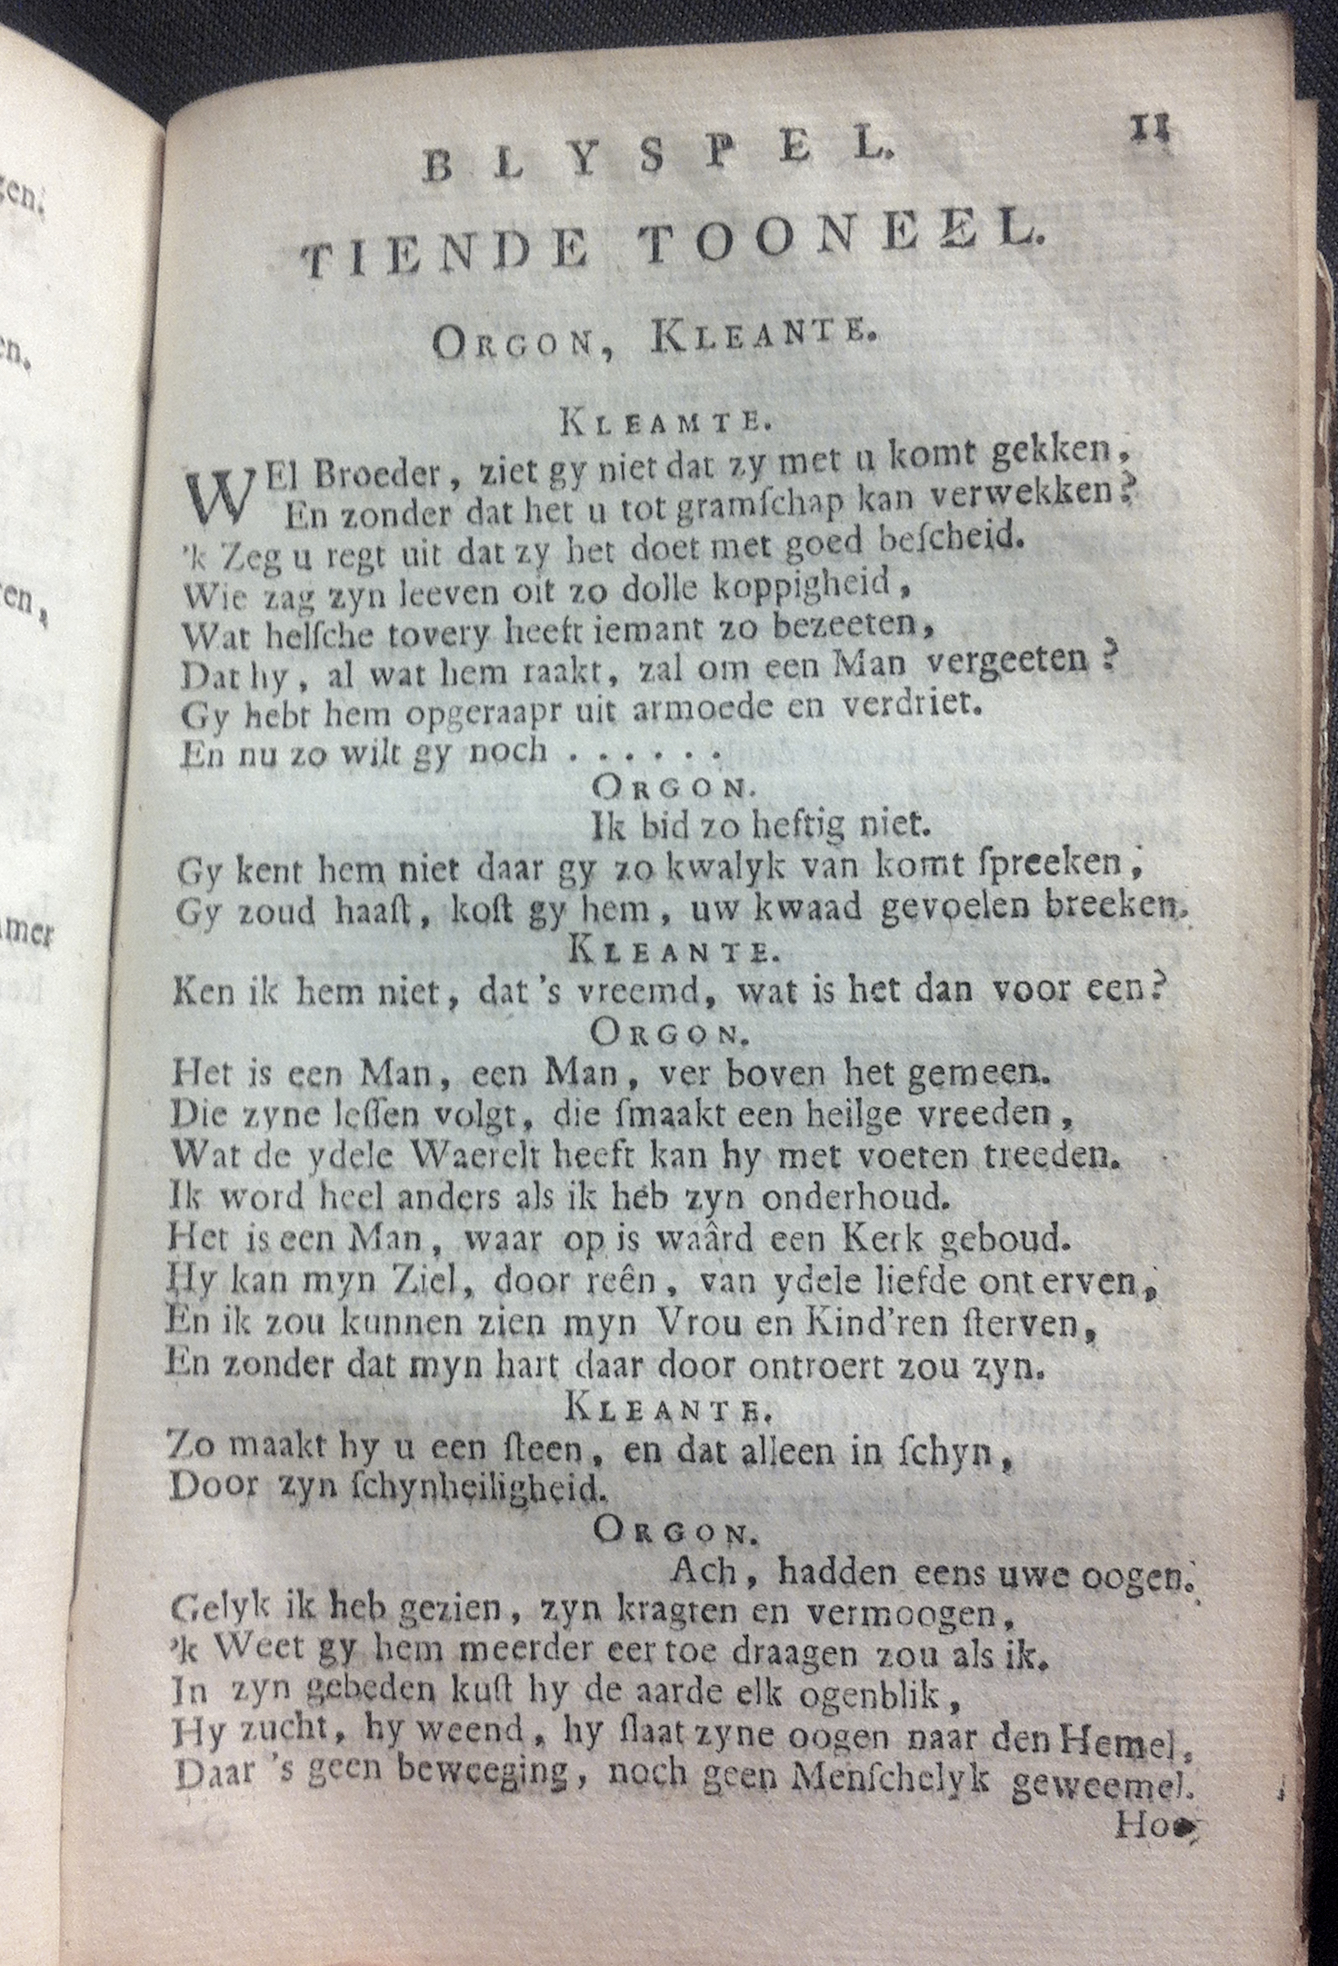 gen.
en.
en,
amer
BLYSPEL. 11
TIENDE TOONEEL.
ORGON, KLEANTE.
KLEAMTE.
WEl Broeder, ziet gy niet dat zy met u komt gekken,
En zonder dat het u tot gramſchap kan verwekken?
'k Zeg u regt uit dat zy het doet met goed beſcheid.
Wie zag zyn leeven oit zo dolle koppigheid,
Wat helſche tovery heeft iemant zo bezeeten,
Dat hy, al wat hem raakt, zal om een Man vergeeten?
Gy hebt hem opgeraapt uit armoede en verdriet.
En nu zo wilt gy noch . . . . . .
ORGON.
Ik bid zo heftig niet.
Gy kent hem niet daar gy zo kwalyk van komt ſpreeken;
Gy zoud haaſt, koſt gy hem, uw kwaad gevoelen breeken.
KLEANTE.
Ken ik hem niet, dat 's vreemd, wat is het dan voor een?
ORGON.
Het is een Man, een Man, ver boven het gemeen.
Die zyne leſſen volgt, die ſmaakt een heilge vreeden,
Wat de ydele Waerelt heeft kan hy met voeten treeden.
Ik word heel anders als ik heb zyn onderhoud.
Het is een Man, waar op is waârd een Kerk geboud.
Hy kan myn Ziel, door reên, van ydele liefde ont erven,
En ik zou kunnen zien myn Vrou en Kind'ren ſterven,
En zonder dat myn hart daar door ontroert zou zyn.
KLEANTE.
Zo maakt hy u een ſteen, en dat alleen in ſchyn,
Door zyn ſchynheiligheid.
ORGON.
Ach, hadden eens uwe oogen.
Gelyk ik heb gezien, zyn kragten en vermoogen,
'k Weet gy hem meerder eer toe draagen zou als ik.
In zyn gebeden kuſt hy de aarde elk ogenblik,
Hy zucht, hy weend, hy ſlaat zyne oogen naar den Hemel,
Daar 's geen beweeging, noch geen Menſchelyk geweemel.
Hoe